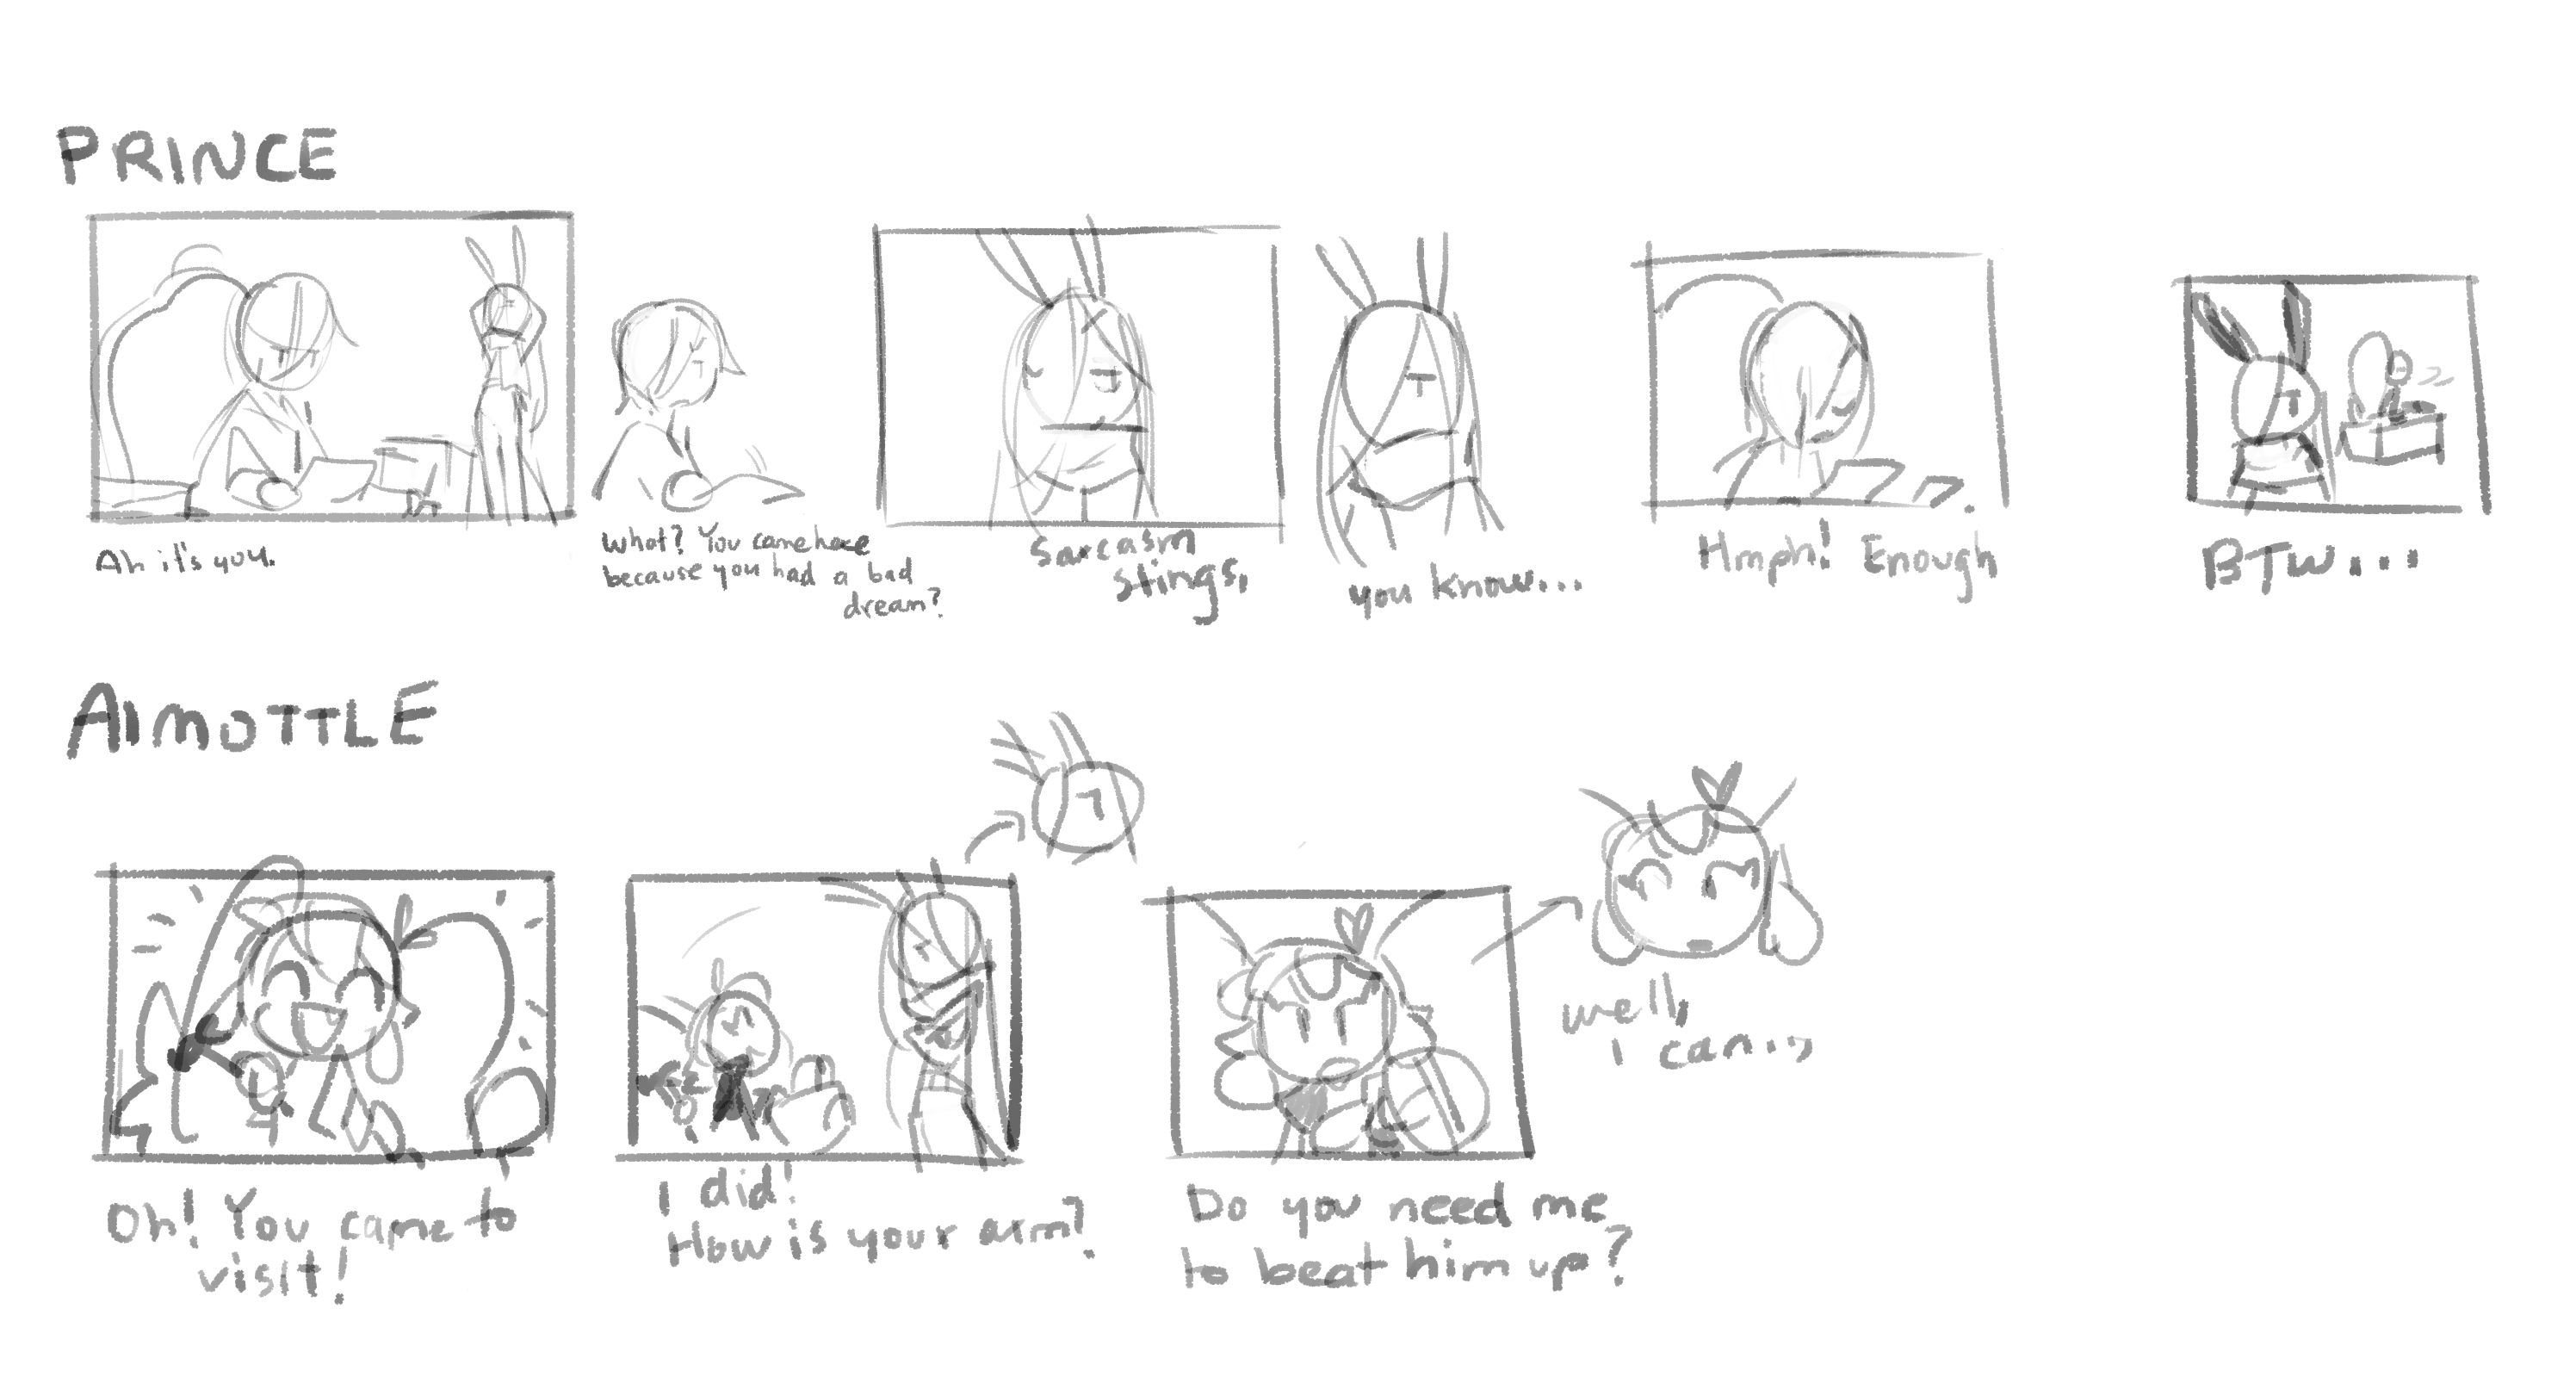 PRINCE
Ah it's you.
What? You came here
because you had a bad
dream?
Sarcasm
stings,
you know...
Hmph! Enough
BTW...
AIMOTTLE
Oh! You came to
visit!
I did!
How is your arm?
Do you need me
to beat him up?
well,
I can...